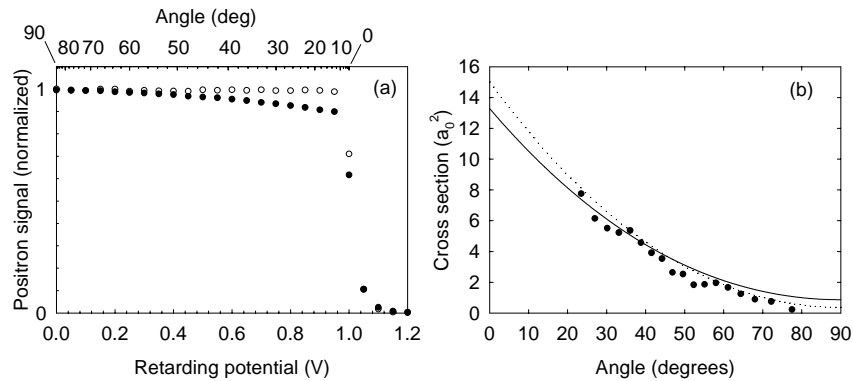 Angle (deg)
90 80 70 60 50 40 30 20 10 0
(a)
1
0
Positron signal (normalized)
0.0 0.2 0.4 0.6 0.8 1.0 1.2
Retarding potential (V)
(b)
16
14
12
10
8
6
4
2
0
Cross section (a₀²)
0 10 20 30 40 50 60 70 80 90
Angle (degrees)